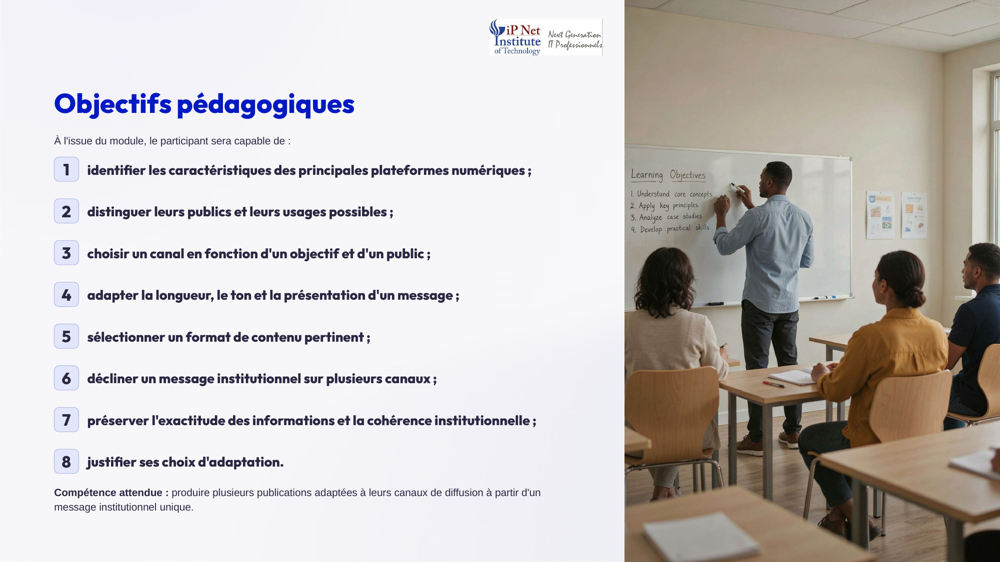 iP Net
Institute
of Technology
Next Generation
IT Professionnels
Objectifs pédagogiques
À l'issue du module, le participant sera capable de :
1 identifier les caractéristiques des principales plateformes numériques ;
2 distinguer leurs publics et leurs usages possibles ;
3 choisir un canal en fonction d'un objectif et d'un public ;
4 adapter la longueur, le ton et la présentation d'un message ;
5 sélectionner un format de contenu pertinent ;
6 décliner un message institutionnel sur plusieurs canaux ;
7 préserver l'exactitude des informations et la cohérence institutionnelle ;
8 justifier ses choix d'adaptation.
Compétence attendue : produire plusieurs publications adaptées à leurs canaux de diffusion à partir d'un
message institutionnel unique.
Learning Objectives
1. Understand core concepts
2. Apply key principles
3. Analyze case studies
4. Develop practical skills